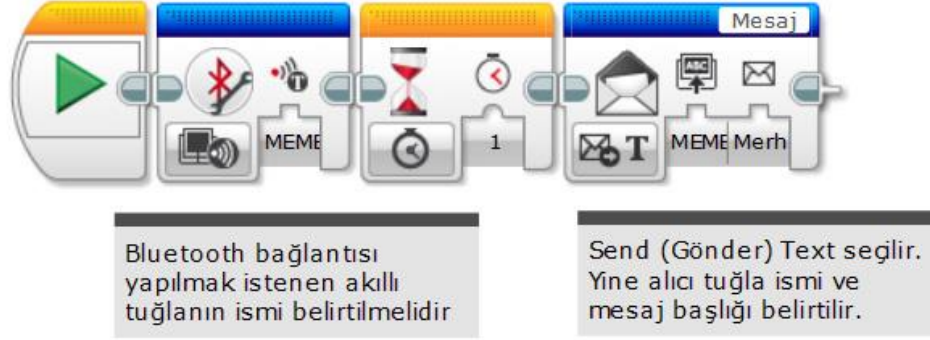 Mesaj
MEME
1
MEME Merh
ABC
T
Bluetooth bağlantısı
yapılmak istenen akıllı
tuğlanın ismi belirtilmelidir
Send (Gönder) Text seçilir.
Yine alıcı tuğla ismi ve
mesaj başlığı belirtilir.